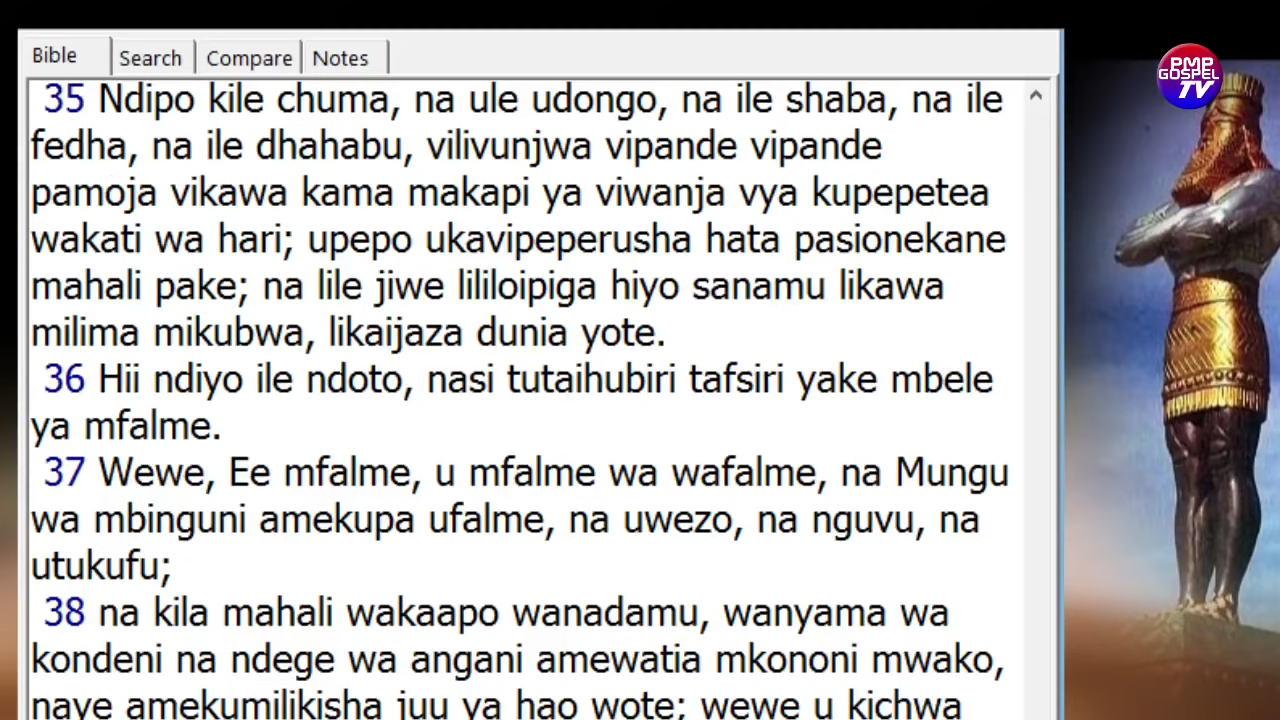 Bible Search Compare Notes
PMP
GOSPEL
TV
35 Ndipo kile chuma, na ule udongo, na ile shaba, na ile
fedha, na ile dhahabu, vilivunjwa vipande vipande
pamoja vikawa kama makapi ya viwanja vya kupepetea
wakati wa hari; upepo ukavipeperusha hata pasionekane
mahali pake; na lile jiwe lililoipiga hiyo sanamu likawa
milima mikubwa, likaijaza dunia yote.
36 Hii ndiyo ile ndoto, nasi tutaihubiri tafsiri yake mbele
ya mfalme.
37 Wewe, Ee mfalme, u mfalme wa wafalme, na Mungu
wa mbinguni amekupa ufalme, na uwezo, na nguvu, na
utukufu;
38 na kila mahali wakaapo wanadamu, wanyama wa
kondeni na ndege wa angani amewatia mkononi mwako,
naye amekumilikisha juu ya hao wote; wewe u kichwa